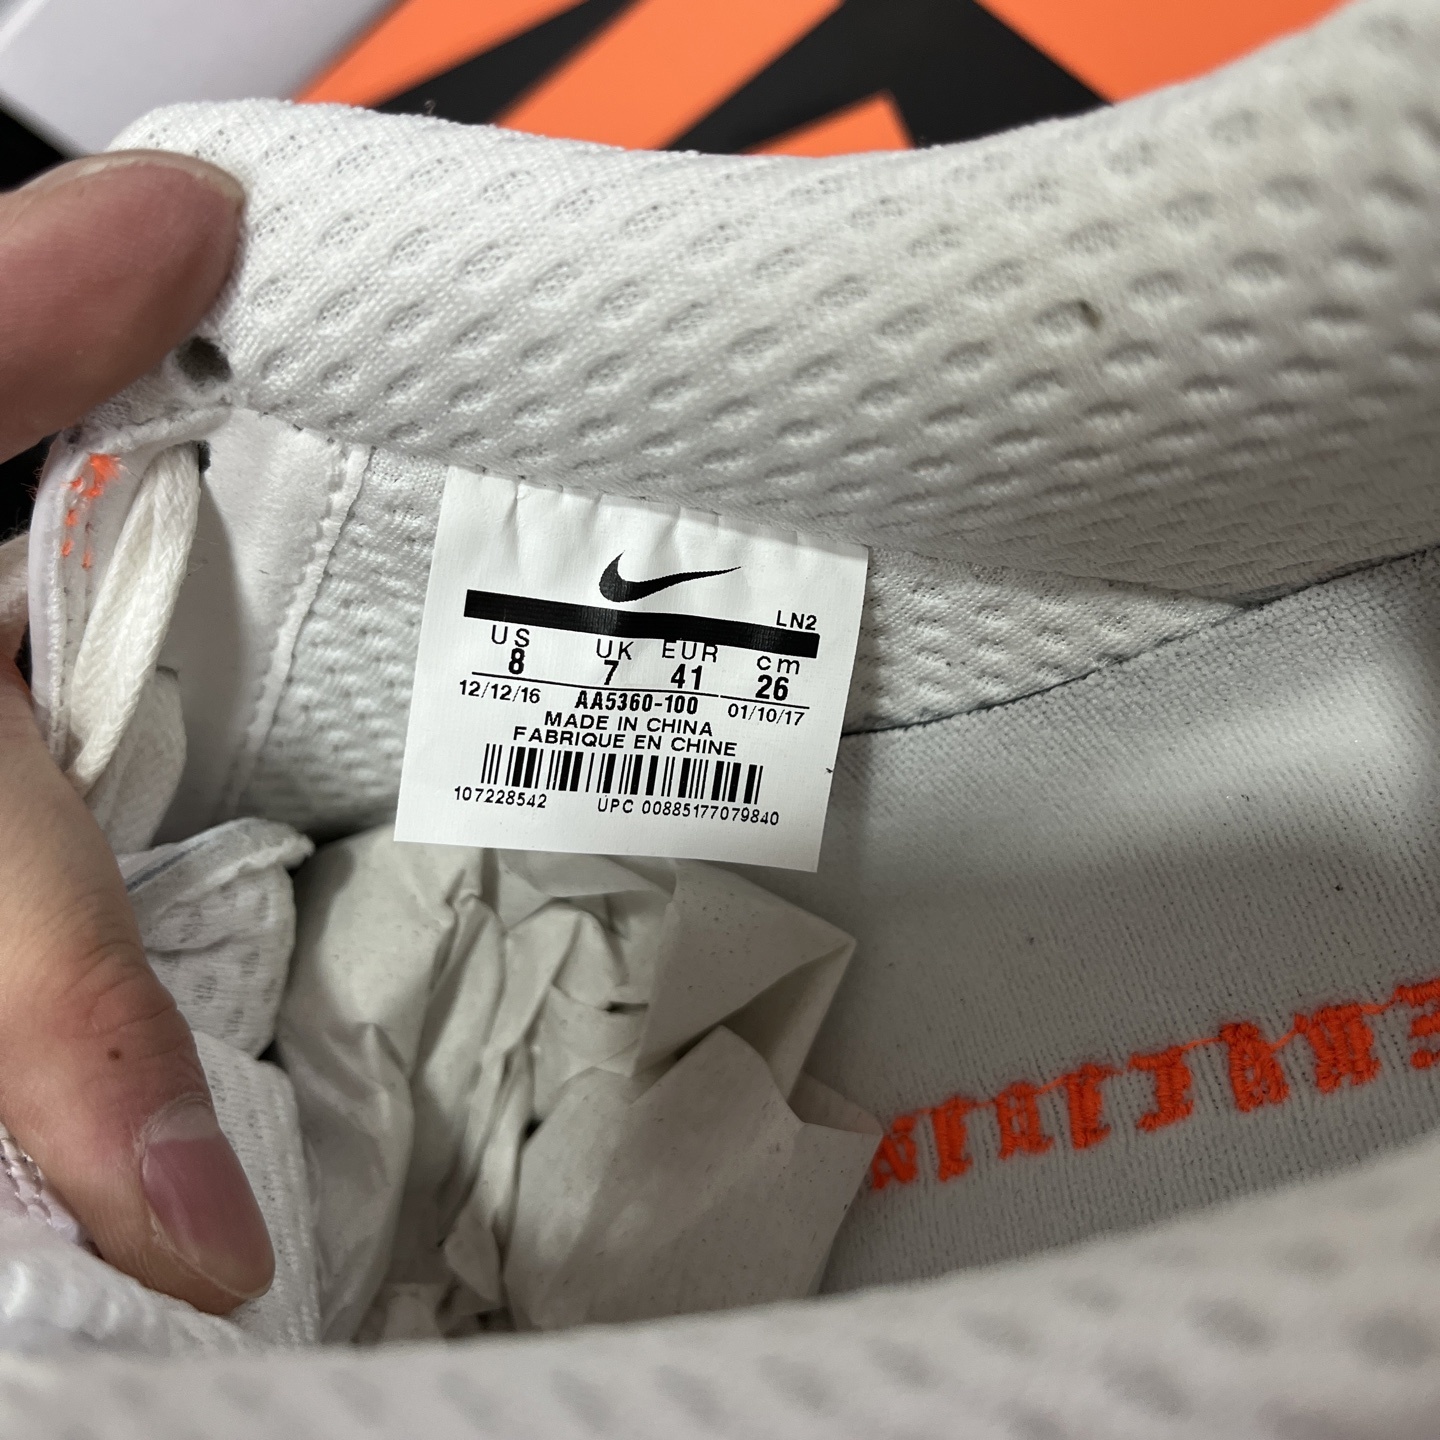 LN2
US UK EUR cm
8 7 41 26
12/12/16 AA5360-100 01/10/17
MADE IN CHINA
FABRIQUE EN CHINE
107228542 UPC 00885177079840